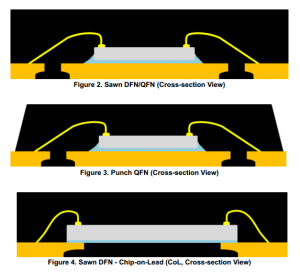 Figure 2. Sawn DFN/QFN (Cross-section View)
Figure 3. Punch QFN (Cross-section View)
Figure 4. Sawn DFN - Chip-on-Lead (CoL, Cross-section View)